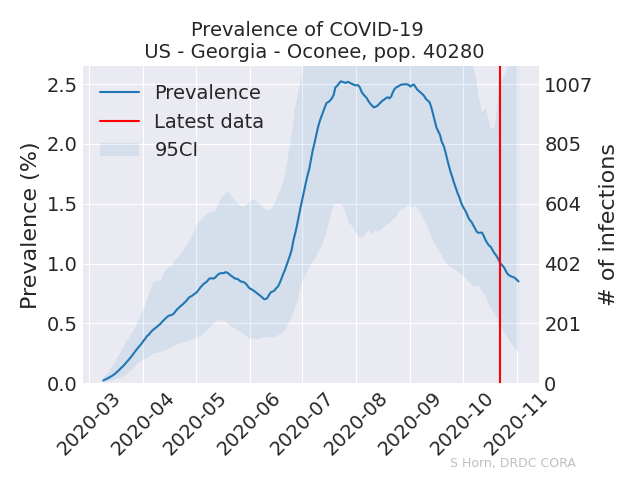 Prevalence of COVID-19
US - Georgia - Oconee, pop. 40280
Prevalence
Latest data
95CI
Prevalence (%)
2.5
2.0
1.5
1.0
0.5
0.0
1007
805
604
402
201
0
# of infections
2020-03
2020-04
2020-05
2020-06
2020-07
2020-08
2020-09
2020-10
2020-11
S Horn, DRDC CORA